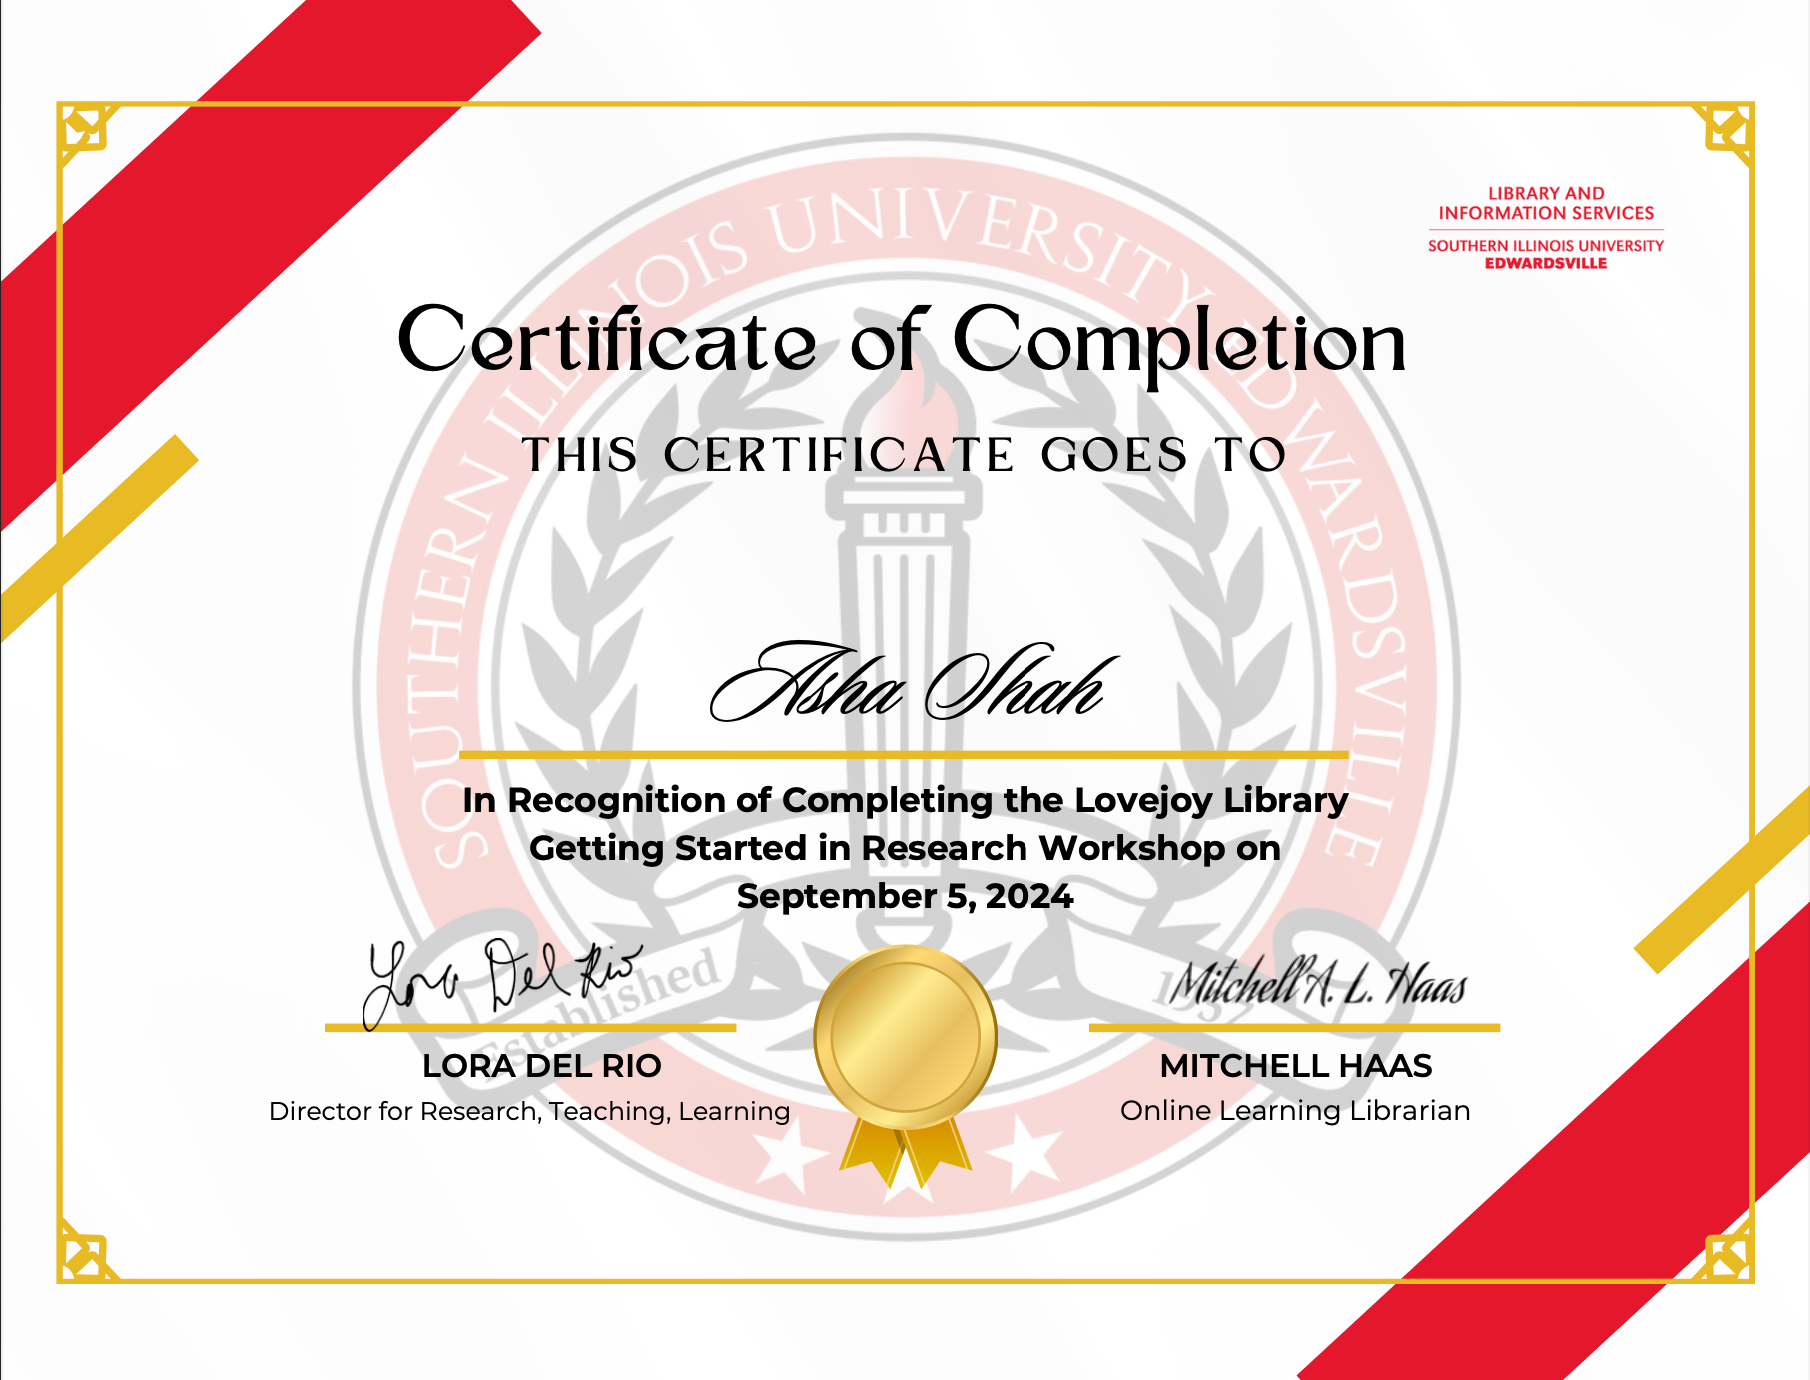 LIBRARY AND
INFORMATION SERVICES
SOUTHERN ILLINOIS UNIVERSITY
EDWARDSVILLE
SOUTHERN ILLINOIS UNIVERSITY EDWARDSVILLE
Certificate of Completion
THIS CERTIFICATE GOES TO
Asha Shah
In Recognition of Completing the Lovejoy Library
Getting Started in Research Workshop on
September 5, 2024
Lora Del Rio
Mitchell A. L. Haas
Established
1957
LORA DEL RIO
MITCHELL HAAS
Director for Research, Teaching, Learning
Online Learning Librarian